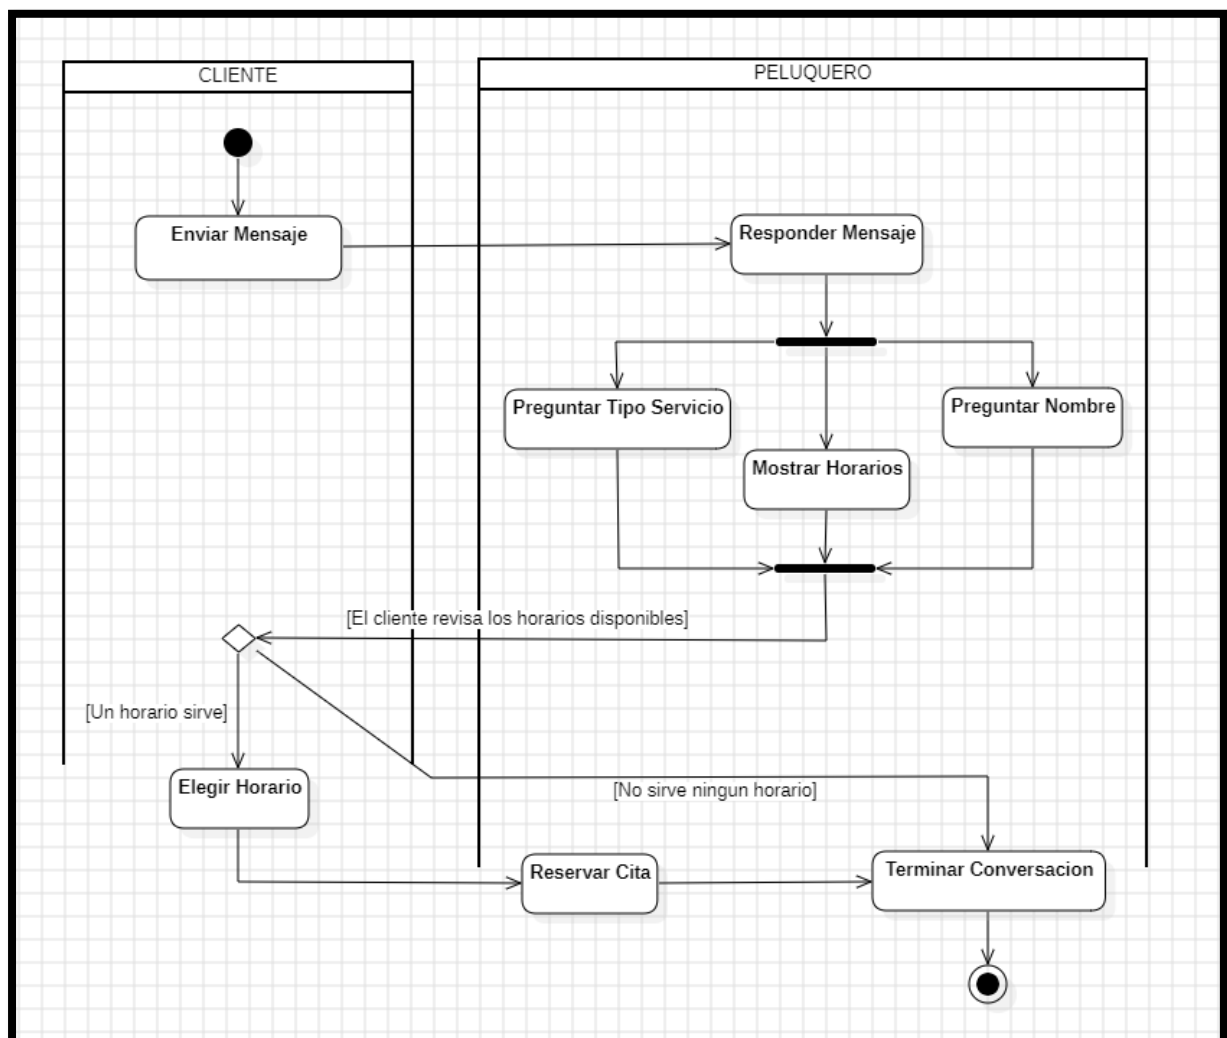 CLIENTE
PELUQUERO
Enviar Mensaje
Responder Mensaje
Preguntar Tipo Servicio
Preguntar Nombre
Mostrar Horarios
[El cliente revisa los horarios disponibles]
[Un horario sirve]
Elegir Horario
[No sirve ningun horario]
Reservar Cita
Terminar Conversacion